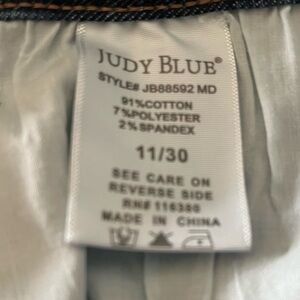 JUDY BLUE®
STYLE# JB88592 MD
91%COTTON
7%POLYESTER
2%SPANDEX
11/30
SEE CARE ON
REVERSE SIDE
RN# 116380
MADE IN CHINA